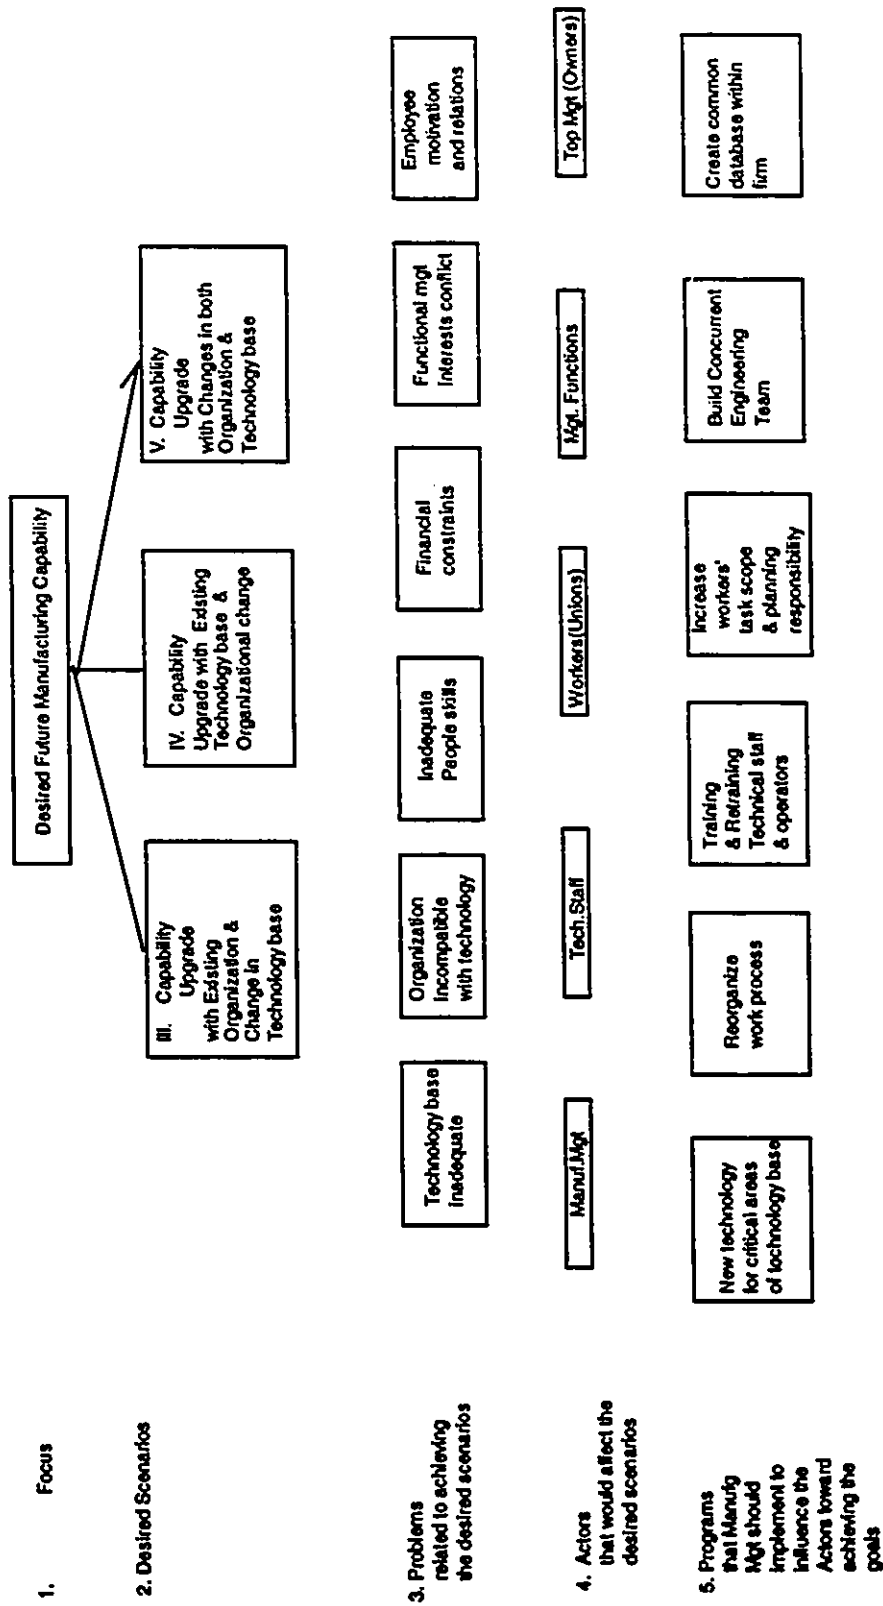 1. Focus
Desired Future Manufacturing Capability
2. Desired Scenarios
III. Capability
Upgrade
with Existing
Organization &
Change in
Technology base
IV. Capability
Upgrade with Existing
Technology base &
Organizational change
V. Capability
Upgrade
with Changes in both
Organization &
Technology base
3. Problems
related to achieving
the desired scenarios
Technology base
inadequate
Organization
incompatible
with technology
Inadequate
People skills
Financial
constraints
Functional mgt
Interests conflict
Employee
motivation
and relations
4. Actors
that would affect the
desired scenarios
Manuf.Mgt
Tech.Staff
Workers(Unions)
Mgt. Functions
Top Mgt (Owners)
5. Programs
that Manufg
Mgt should
implement to
influence the
Actors toward
achieving the
goals
New technology
for critical areas
of technology base
Reorganize
work process
Training
& Retraining
Technical staff
& operators
Increase
workers'
task scope
& planning
responsibility
Build Concurrent
Engineering
Team
Create common
database within
firm